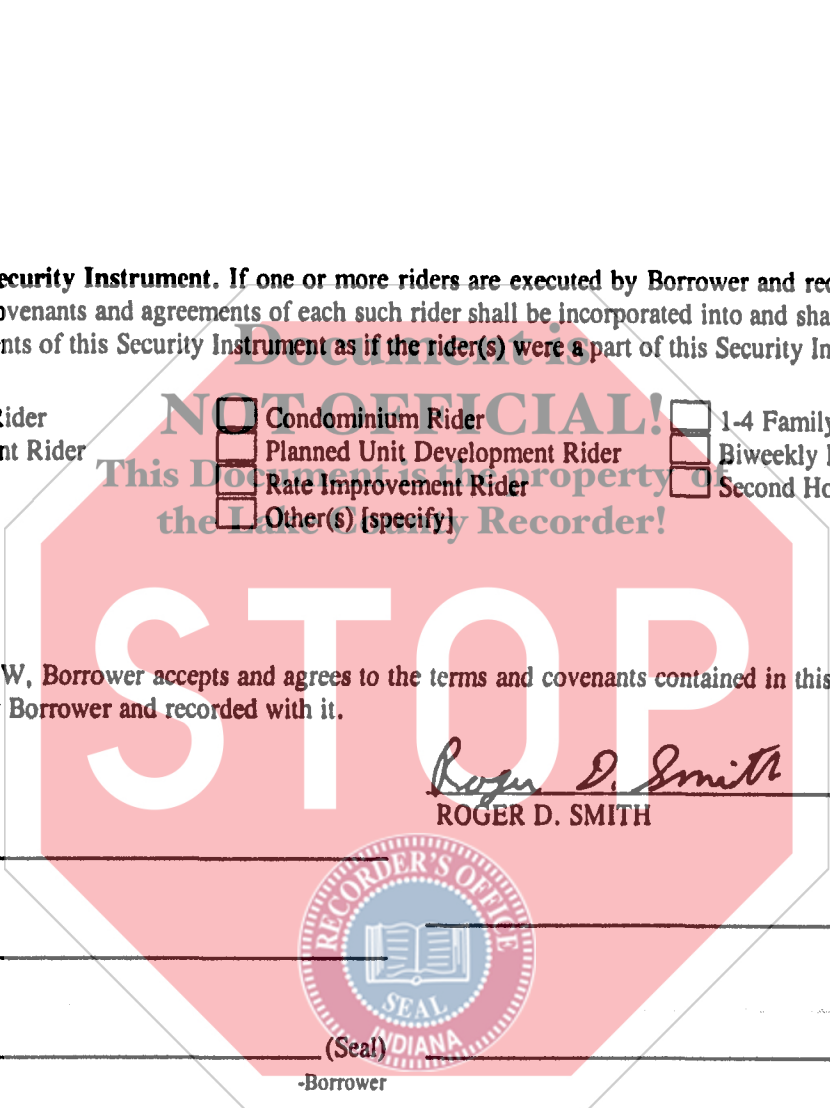 ecurity Instrument. If one or more riders are executed by Borrower and rec
ovenants and agreements of each such rider shall be incorporated into and sha
nts of this Security Instrument as if the rider(s) were a part of this Security In
Document is
NOT OFFICIAL!
This Document is the property of
the Lake County Recorder!
Rider Condominium Rider 1-4 Family
nt Rider Planned Unit Development Rider Biweekly
Rate Improvement Rider Second Ho
Other(s) [specify]
STOP
W, Borrower accepts and agrees to the terms and covenants contained in this
Borrower and recorded with it.
Roger D. Smith
ROGER D. SMITH
RECORDER'S OFFICE
SEAL
INDIANA
(Seal)
-Borrower